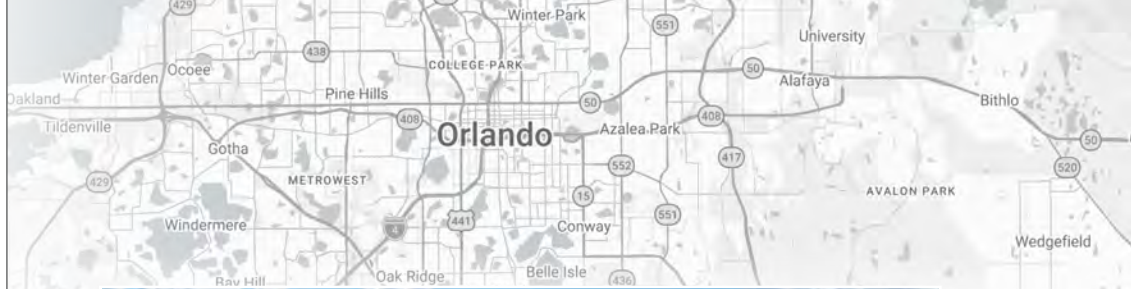 429
Winter Park
551
University
438
COLLEGE PARK
50
Ocoee
Winter Garden
Alafaya
Pine Hills
Oakland
50
Bithlo
408
408
Tildenville
Orlando
Azalea Park
50
Gotha
417
552
520
429
METROWEST
AVALON PARK
15
551
441
Windermere
4
Conway
Wedgefield
Oak Ridge
Belle Isle
Bay Hill
436